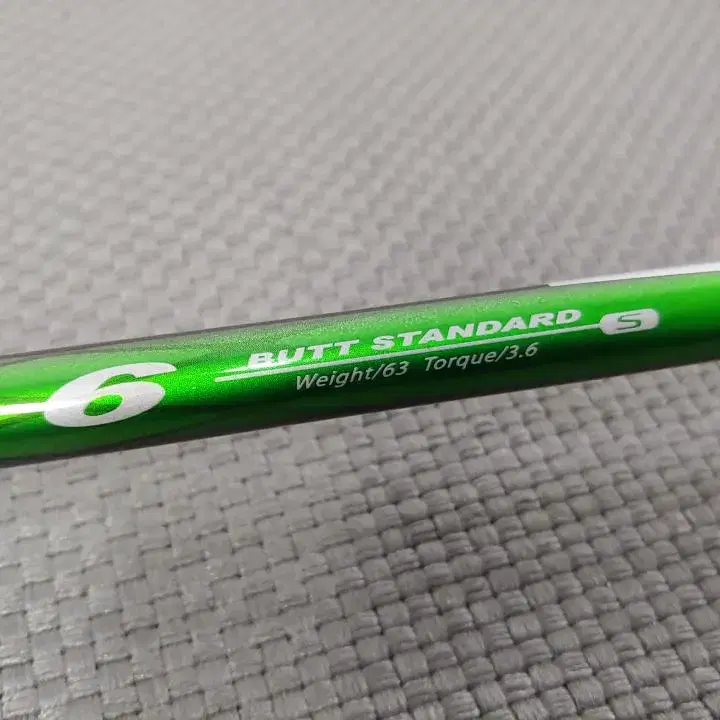 6
BUTT STANDARD S
Weight/63 Torque/3.6